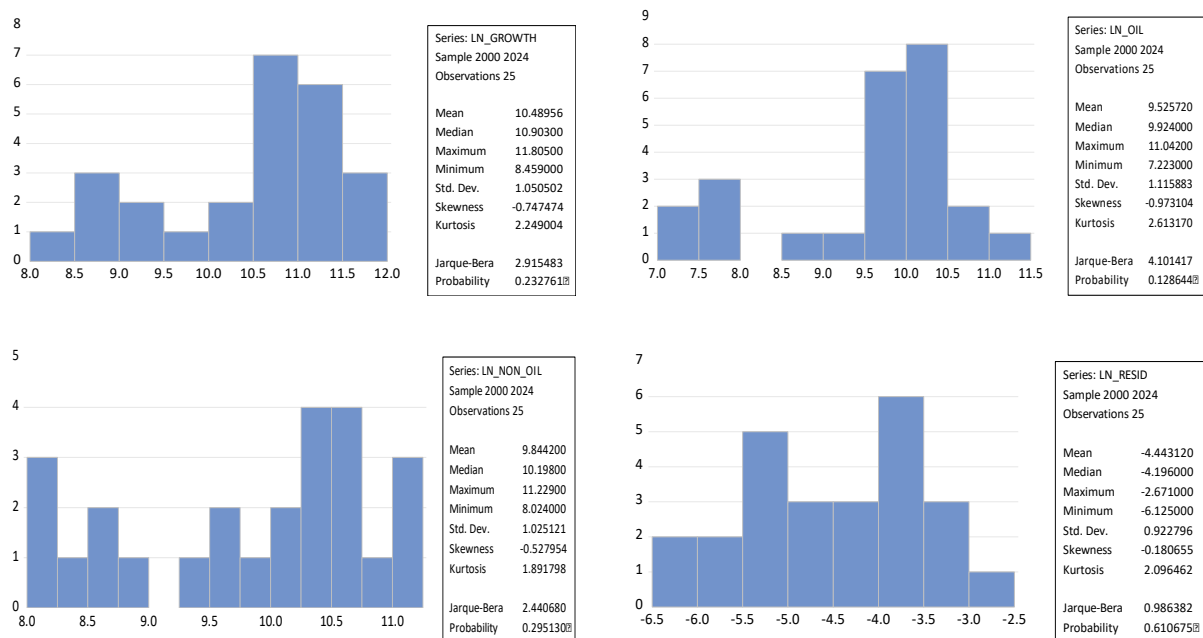 8
7
6
5
4
3
2
1
0
8.0 8.5 9.0 9.5 10.0 10.5 11.0 11.5 12.0
Series: LN_GROWTH
Sample 2000 2024
Observations 25
Mean 10.48956
Median 10.90300
Maximum 11.80500
Minimum 8.459000
Std. Dev. 1.050502
Skewness -0.747474
Kurtosis 2.249004
Jarque-Bera 2.915483
Probability 0.232761
9
8
7
6
5
4
3
2
1
0
7.0 7.5 8.0 8.5 9.0 9.5 10.0 10.5 11.0 11.5
Series: LN_OIL
Sample 2000 2024
Observations 25
Mean 9.525720
Median 9.924000
Maximum 11.04200
Minimum 7.223000
Std. Dev. 1.115883
Skewness -0.973104
Kurtosis 2.613170
Jarque-Bera 4.101417
Probability 0.128644
5
4
3
2
1
0
8.0 8.5 9.0 9.5 10.0 10.5 11.0
Series: LN_NON_OIL
Sample 2000 2024
Observations 25
Mean 9.844200
Median 10.19800
Maximum 11.22900
Minimum 8.024000
Std. Dev. 1.025121
Skewness -0.527954
Kurtosis 1.891798
Jarque-Bera 2.440680
Probability 0.295130
7
6
5
4
3
2
1
0
-6.5 -6.0 -5.5 -5.0 -4.5 -4.0 -3.5 -3.0 -2.5
Series: LN_RESID
Sample 2000 2024
Observations 25
Mean -4.443120
Median -4.196000
Maximum -2.671000
Minimum -6.125000
Std. Dev. 0.922796
Skewness -0.180655
Kurtosis 2.096462
Jarque-Bera 0.986382
Probability 0.610675